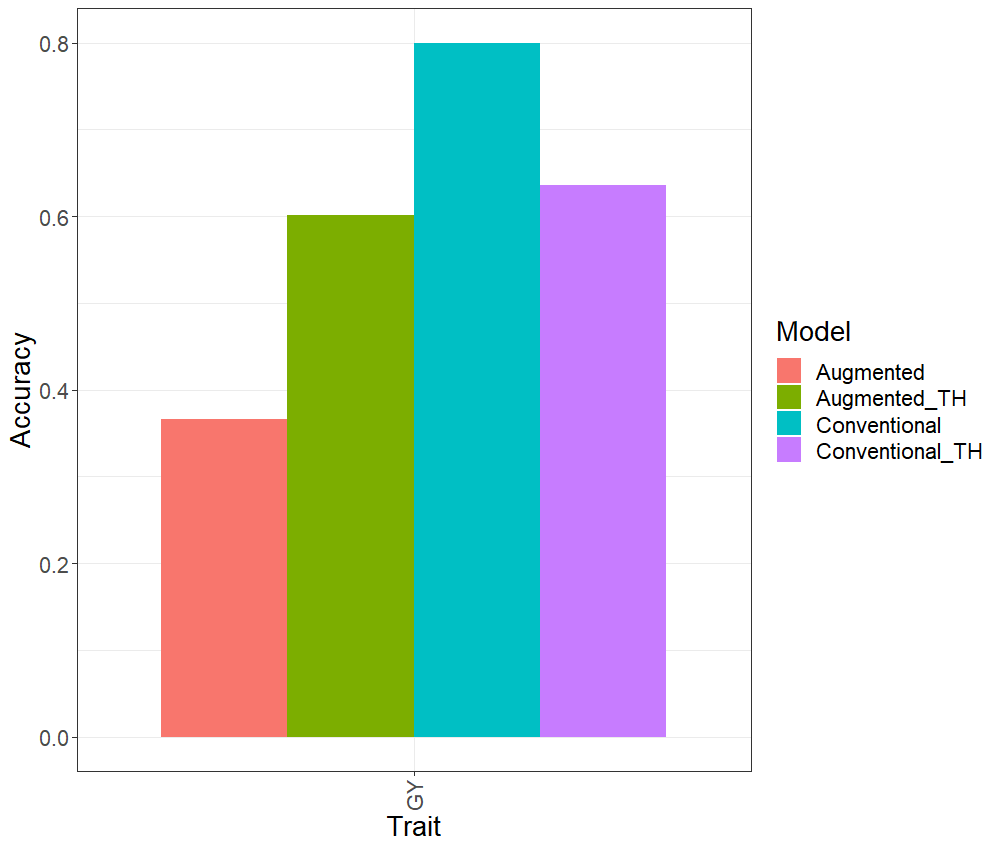 Accuracy
0.8
0.6
0.4
0.2
0.0
GY
Trait
Model
Augmented
Augmented_TH
Conventional
Conventional_TH